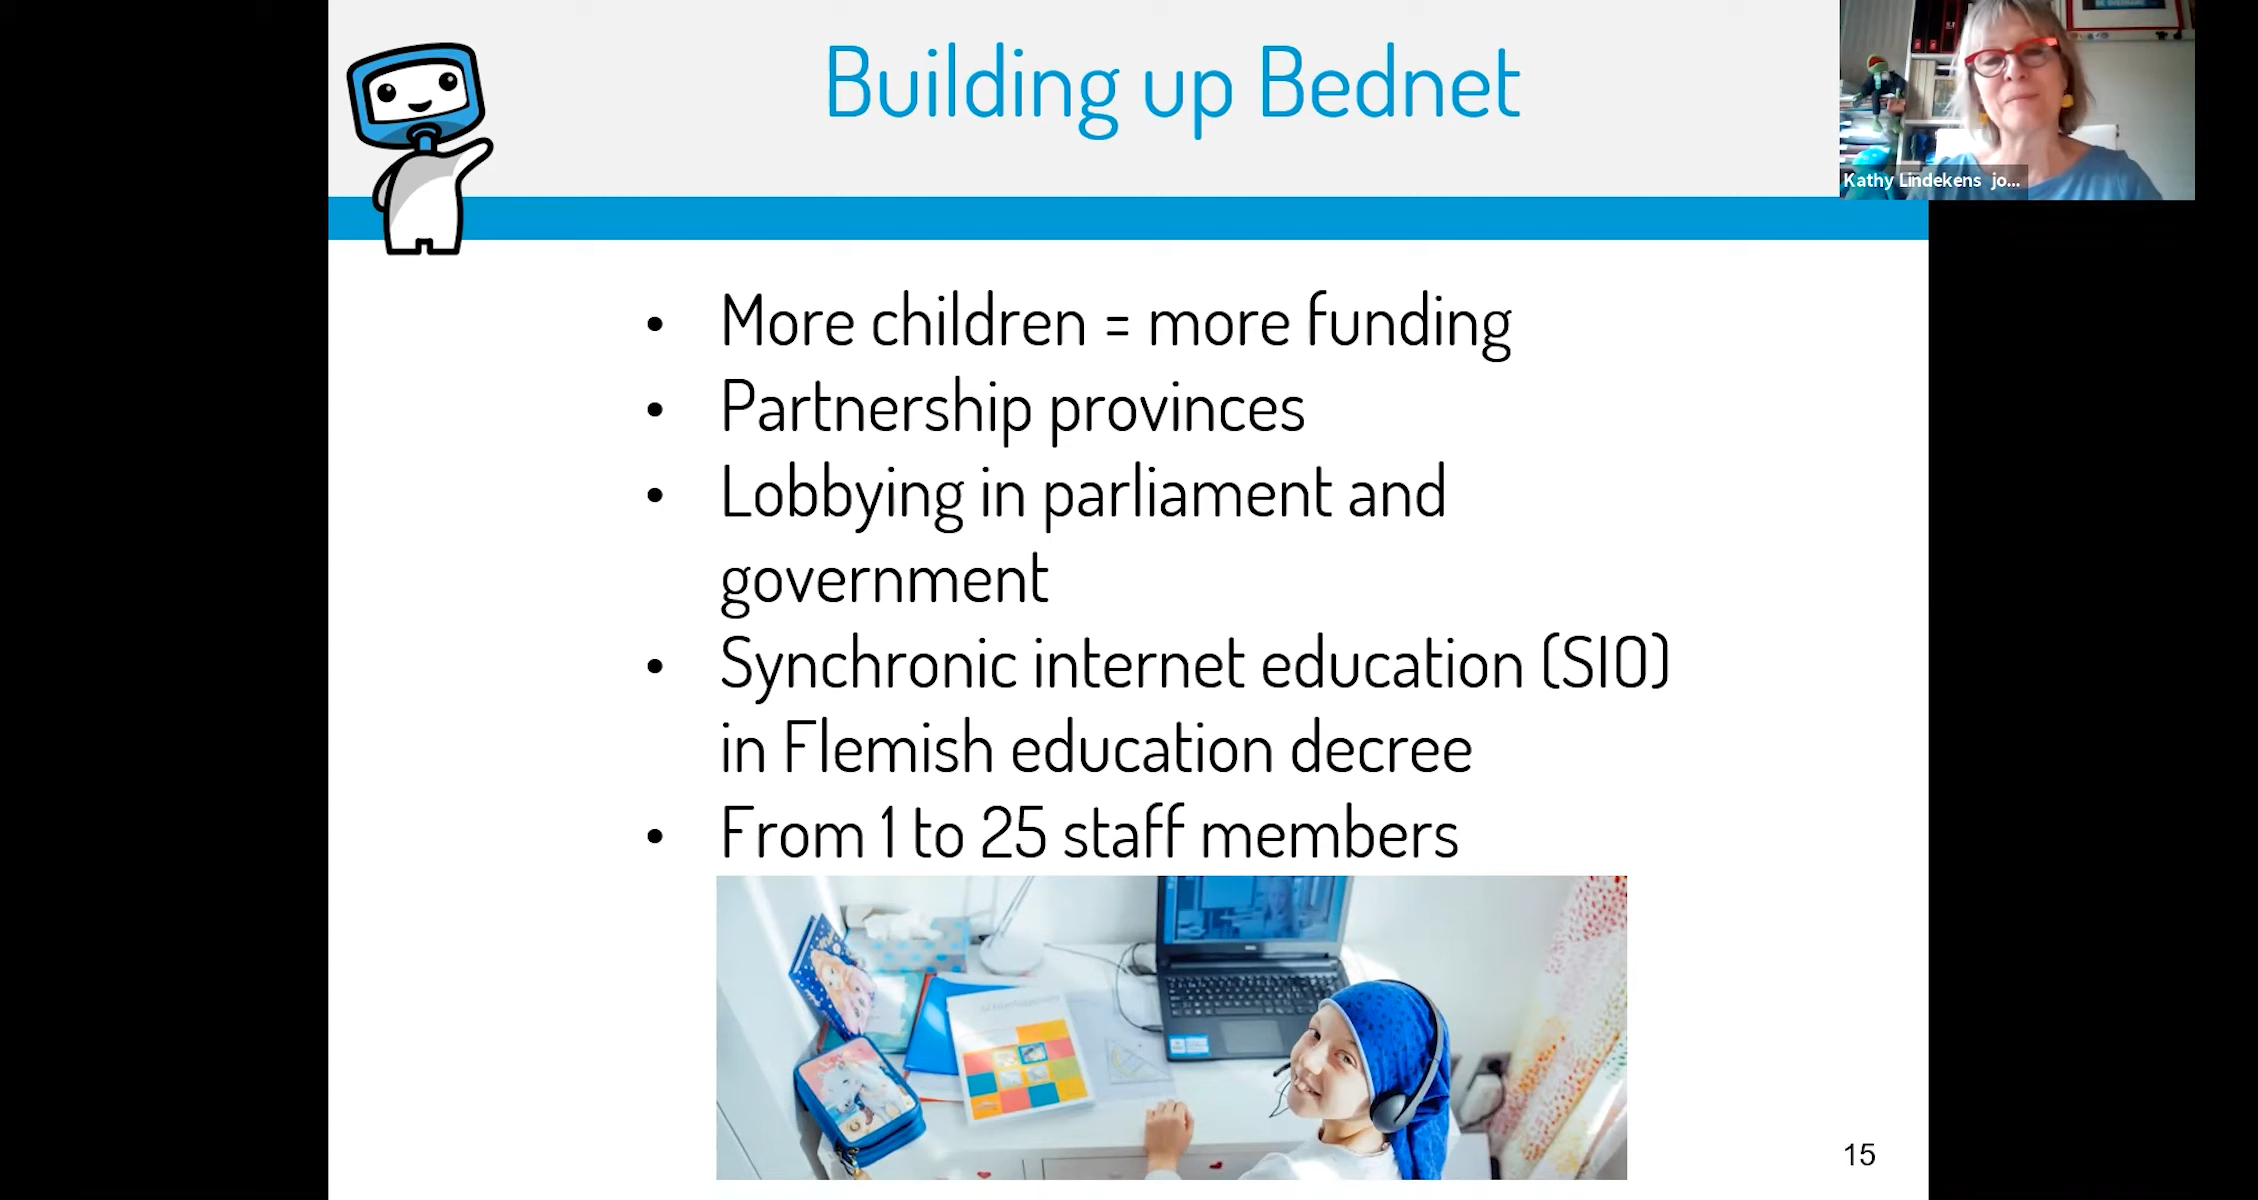 Building up Bednet
Kathy Lindekens jo...
• More children = more funding
• Partnership provinces
• Lobbying in parliament and
government
• Synchronic internet education (SIO)
in Flemish education decree
• From 1 to 25 staff members
15